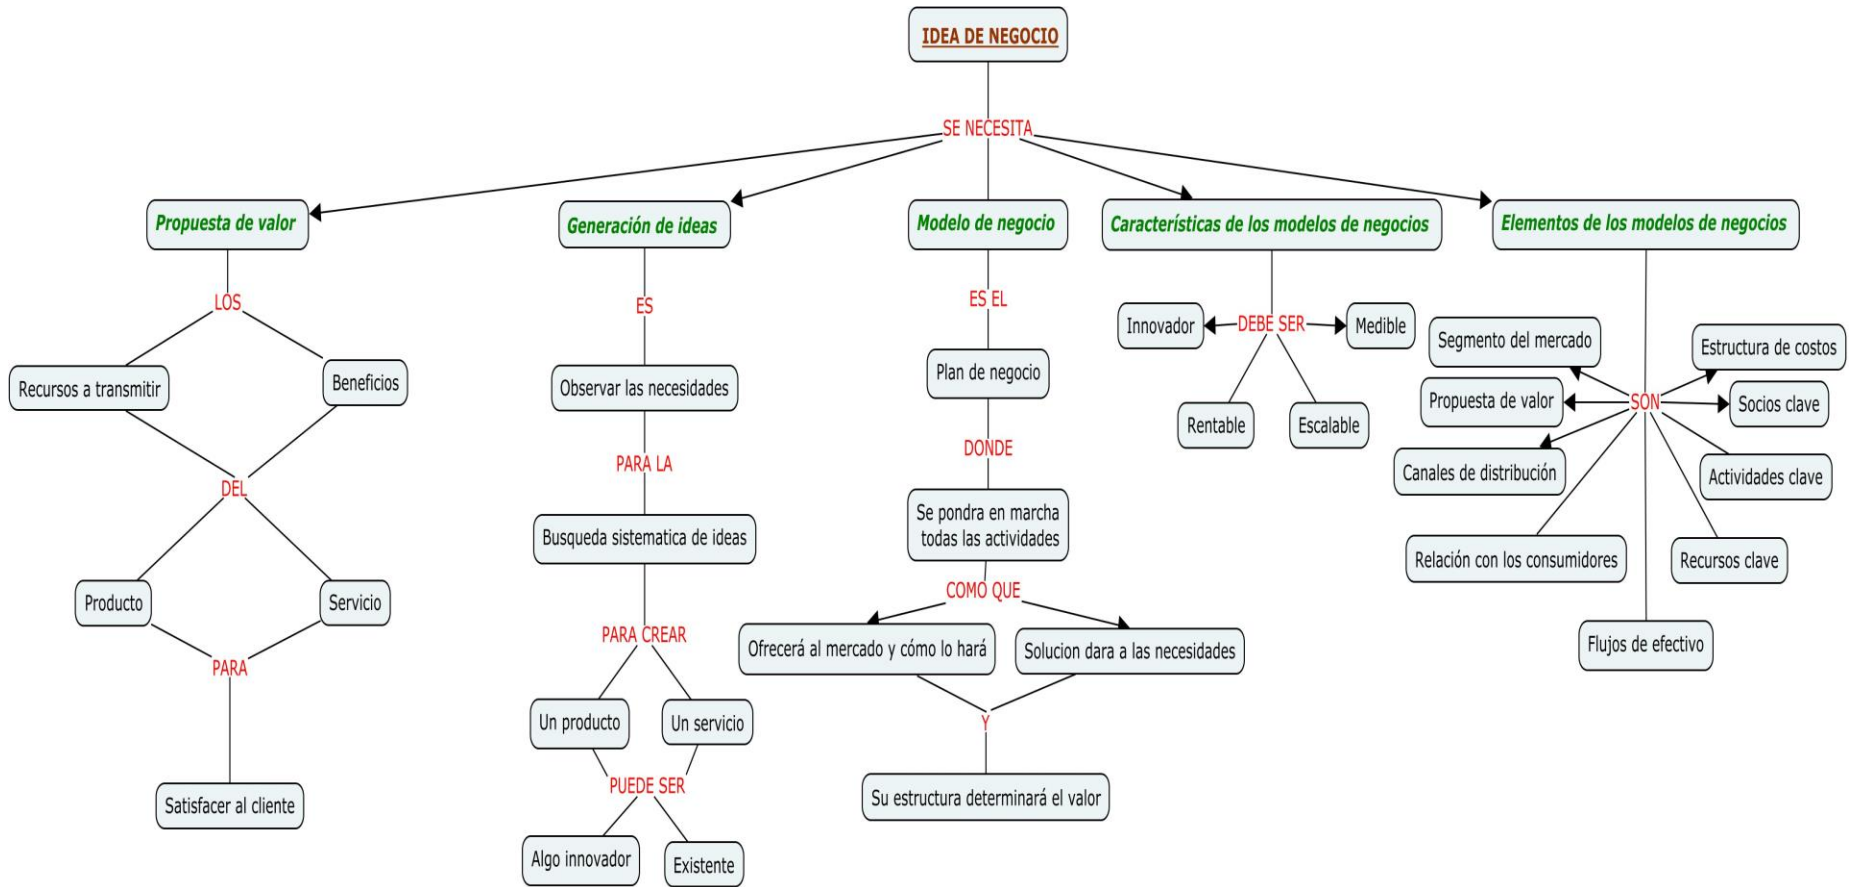 IDEA DE NEGOCIO
SE NECESITA
Propuesta de valor
LOS
Recursos a transmitir
Beneficios
DEL
Producto
Servicio
PARA
Satisfacer al cliente
Generación de ideas
ES
Observar las necesidades
PARA LA
Busqueda sistematica de ideas
PARA CREAR
Un producto
Un servicio
PUEDE SER
Algo innovador
Existente
Modelo de negocio
ES EL
Plan de negocio
DONDE
Se pondra en marcha
todas las actividades
COMO QUE
Ofrecerá al mercado y cómo lo hará
Solucion dara a las necesidades
Y
Su estructura determinará el valor
Características de los modelos de negocios
DEBE SER
Innovador
Medible
Rentable
Escalable
Elementos de los modelos de negocios
SON
Segmento del mercado
Estructura de costos
Propuesta de valor
Socios clave
Canales de distribución
Actividades clave
Relación con los consumidores
Recursos clave
Flujos de efectivo